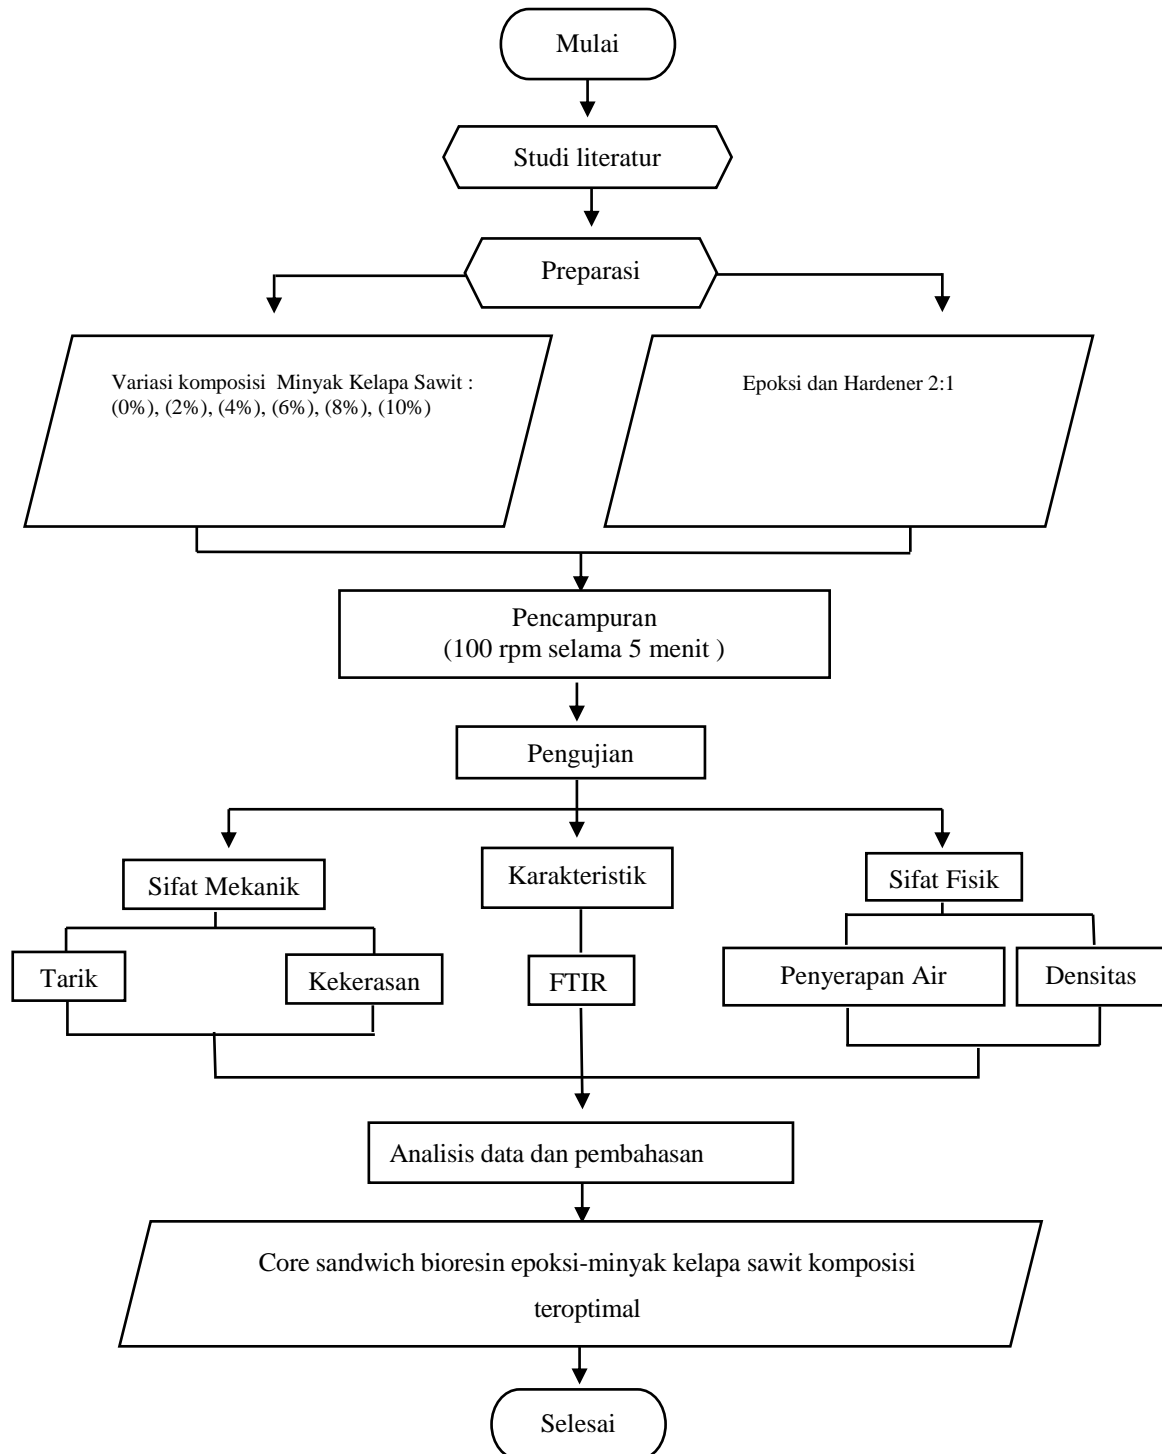 Mulai
Studi literatur
Preparasi
Variasi komposisi  Minyak Kelapa Sawit :
(0%), (2%), (4%), (6%), (8%), (10%)
Epoksi dan Hardener 2:1
Pencampuran
(100 rpm selama 5 menit )
Pengujian
Sifat Mekanik
Karakteristik
Sifat Fisik
Tarik
Kekerasan
FTIR
Penyerapan Air
Densitas
Analisis data dan pembahasan
Core sandwich bioresin epoksi-minyak kelapa sawit komposisi
teroptimal
Selesai